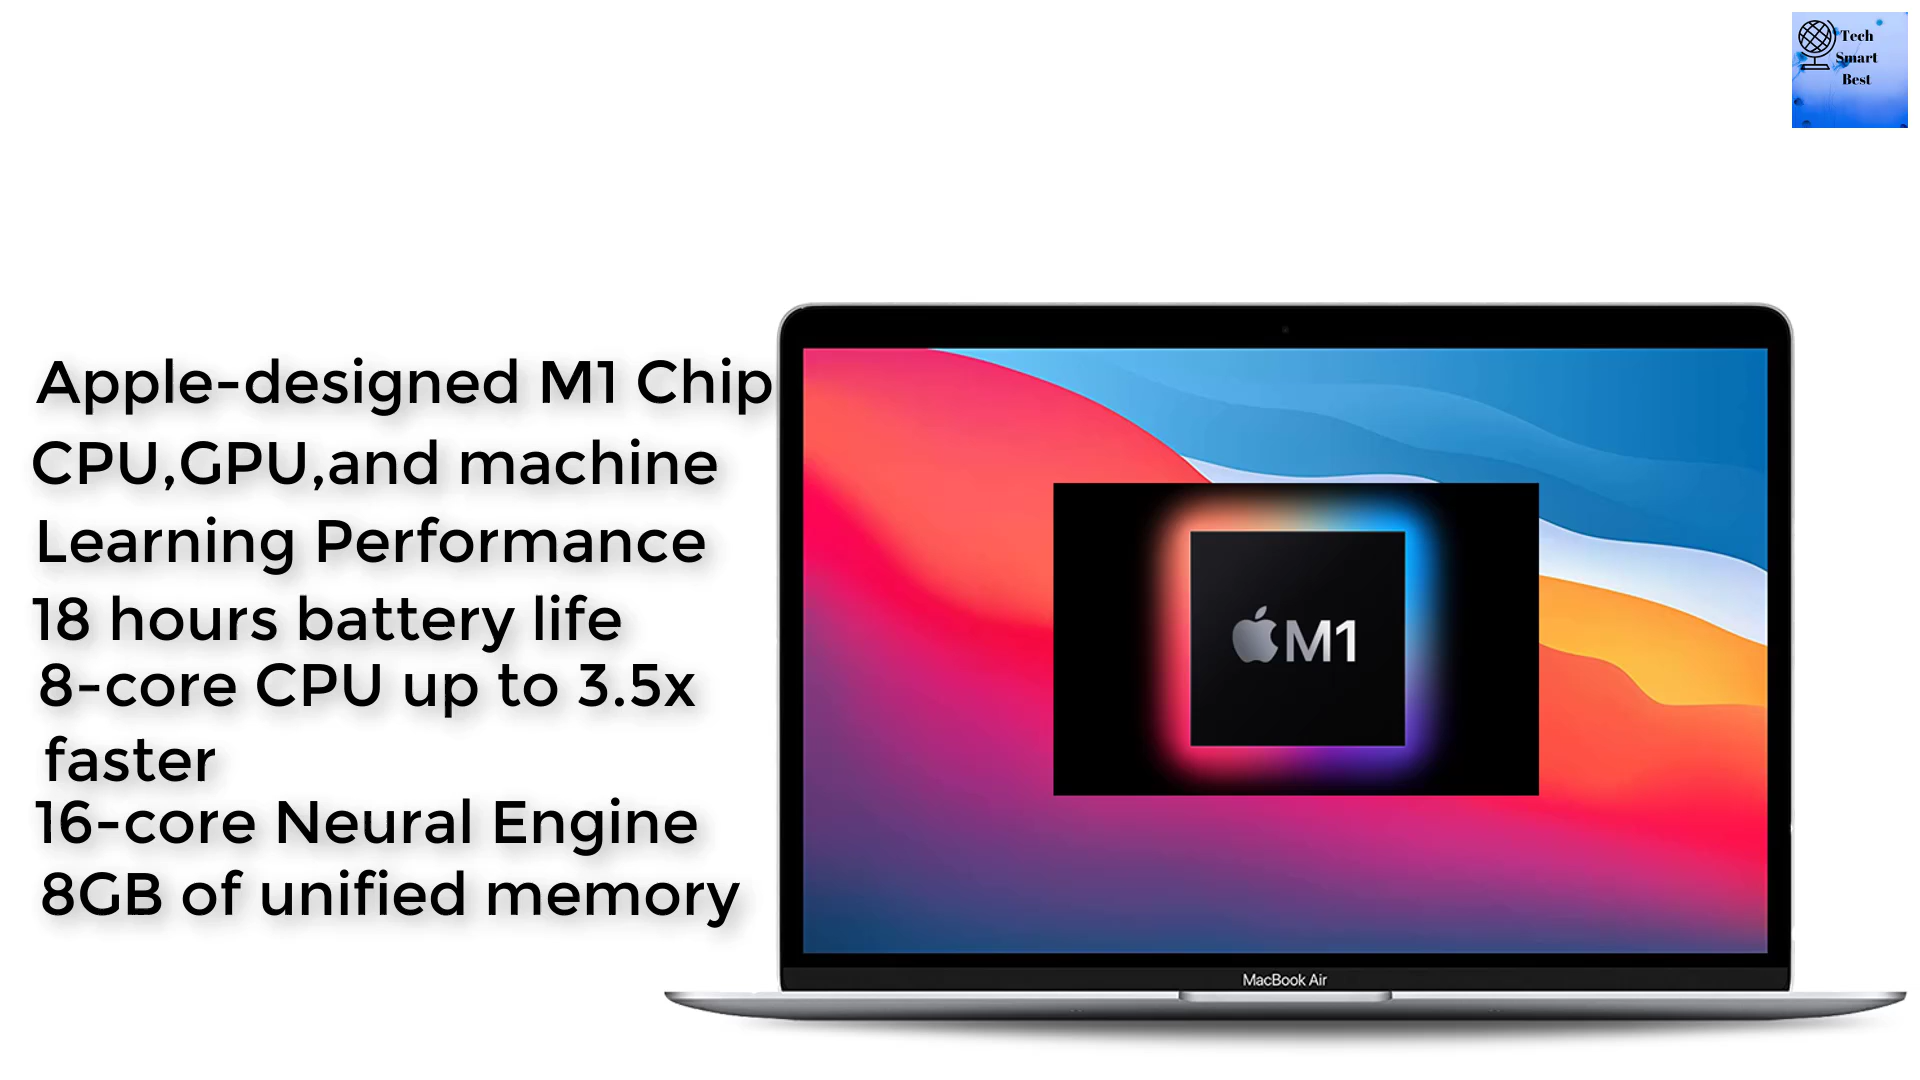 Tech
Smart
Best
Apple-designed M1 Chip
CPU,GPU,and machine
Learning Performance
18 hours battery life
8-core CPU up to 3.5x
faster
16-core Neural Engine
8GB of unified memory
M1
MacBook Air